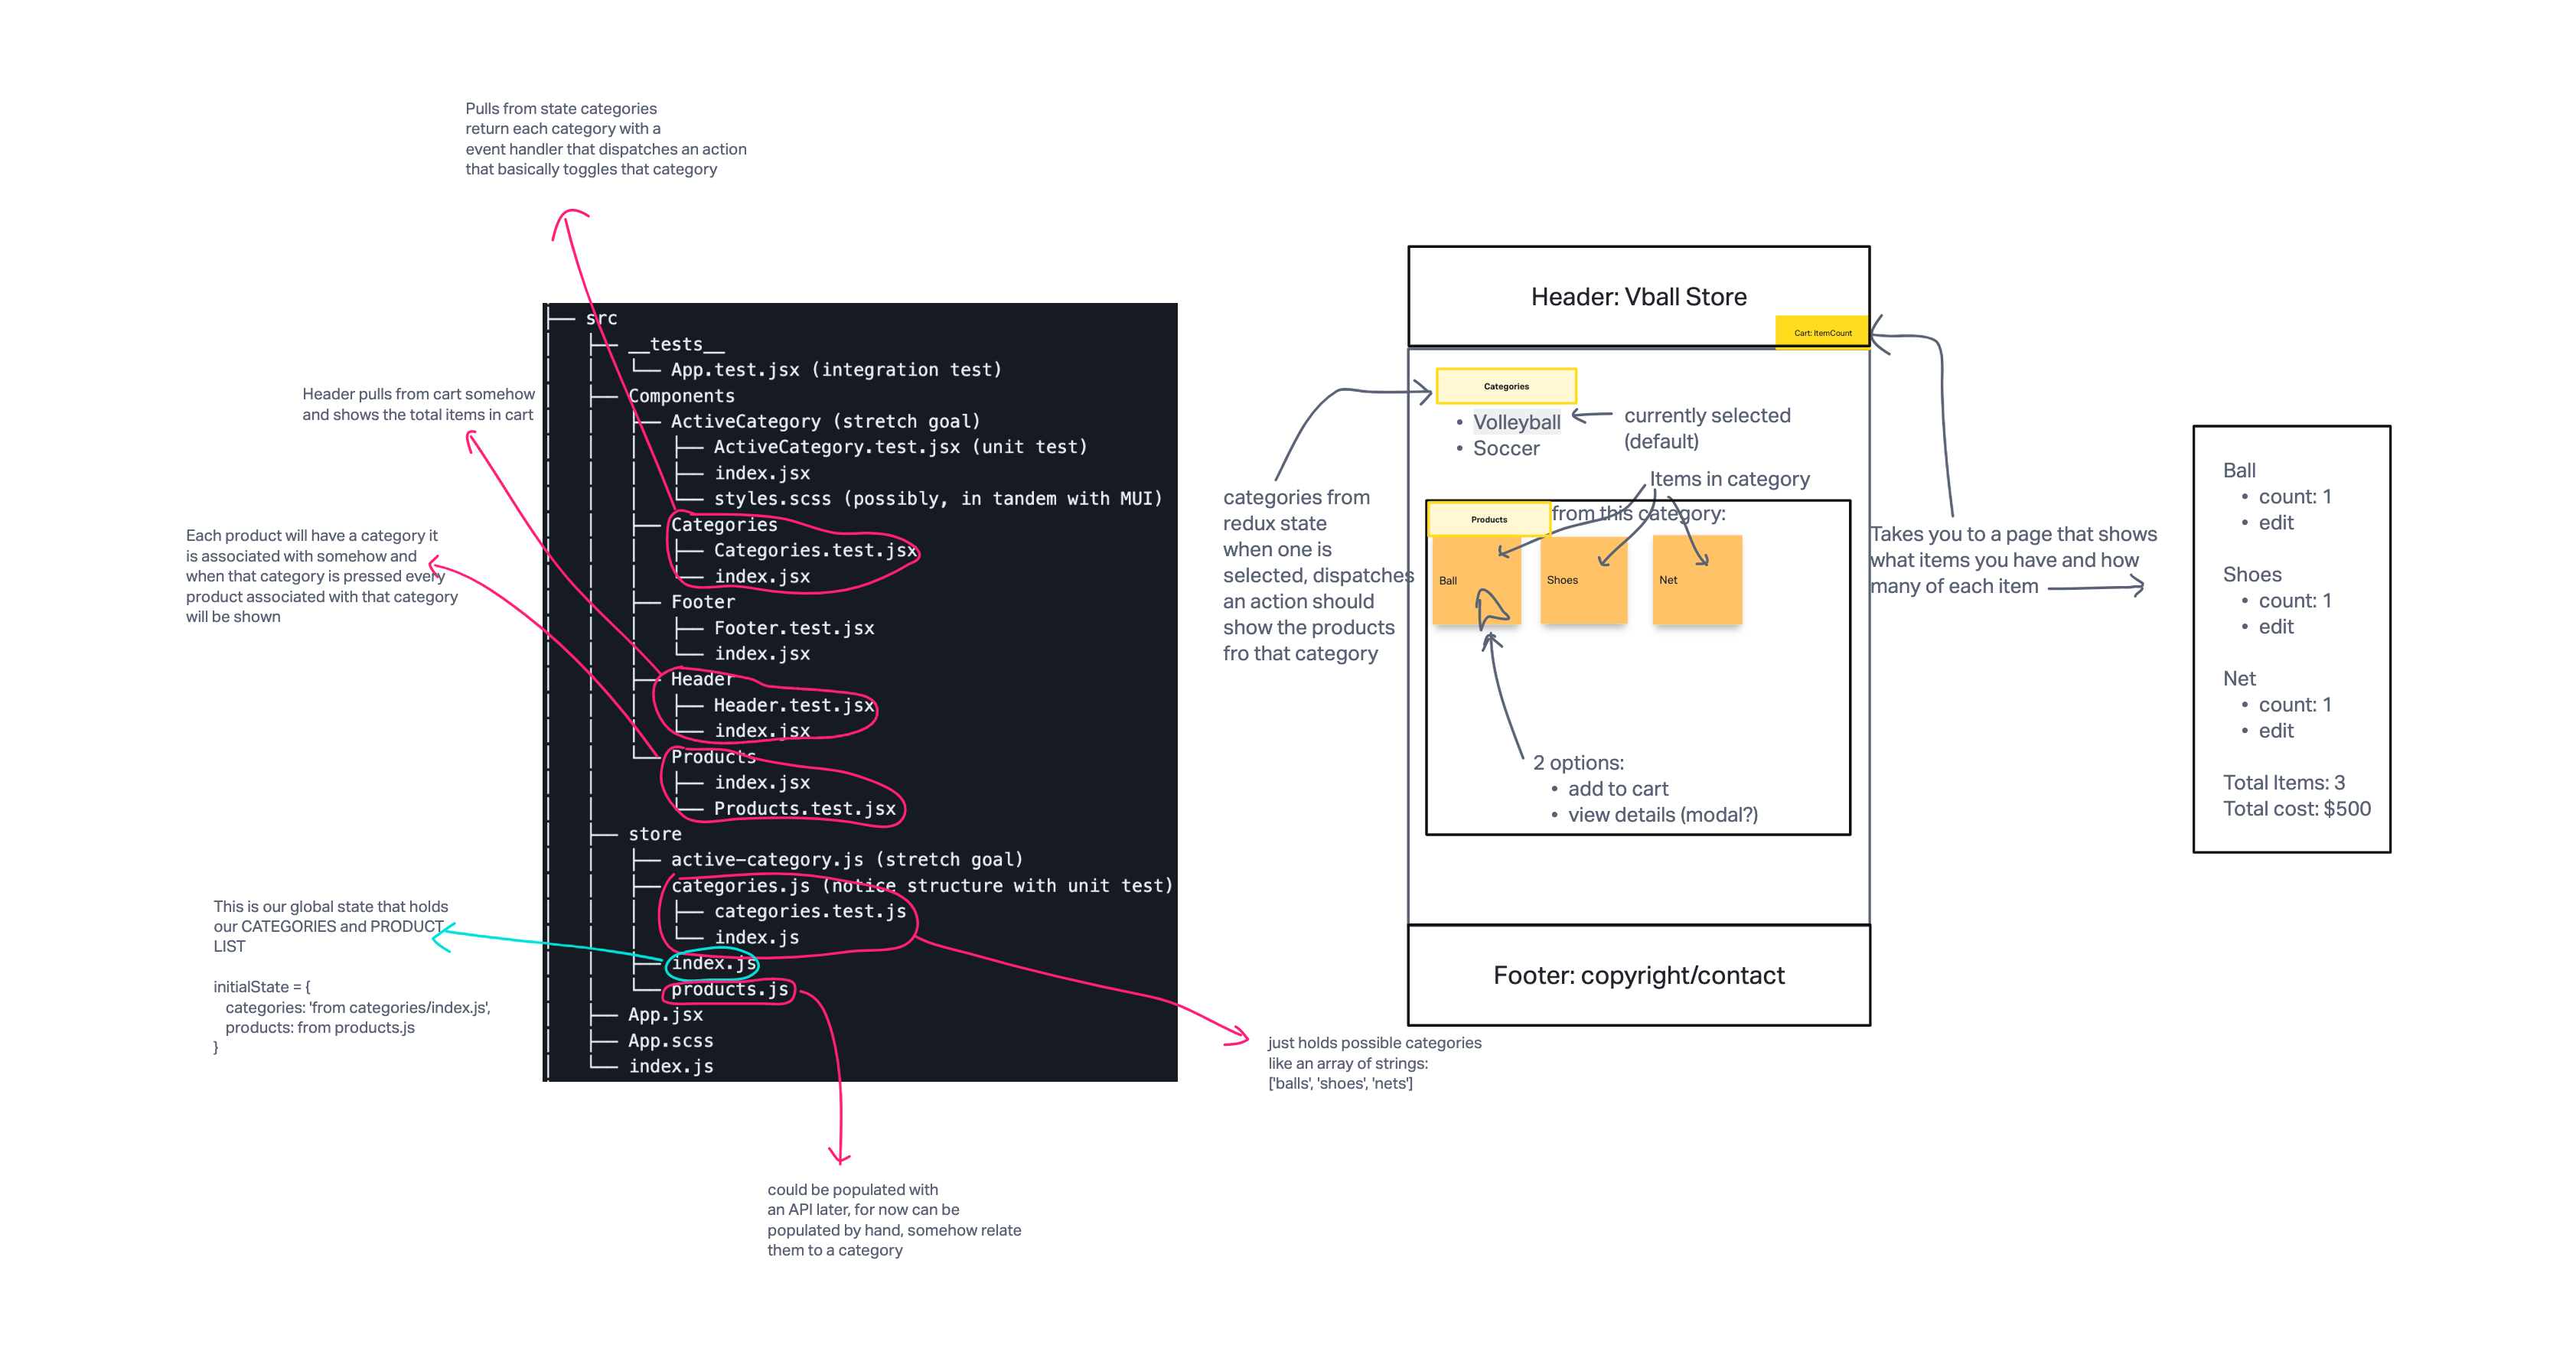 Pulls from state categories
return each category with a
event handler that dispatches an action
that basically toggles that category
Header pulls from cart somehow
and shows the total items in cart
Each product will have a category it
is associated with somehow and
when that category is pressed every
product associated with that category
will be shown
This is our global state that holds
our CATEGORIES and PRODUCT
LIST
initialState = {
categories: 'from categories/index.js',
products: from products.js
}
src
__tests__
App.test.jsx (integration test)
Components
ActiveCategory (stretch goal)
ActiveCategory.test.jsx (unit test)
index.jsx
styles.scss (possibly, in tandem with MUI)
Categories
Categories.test.jsx
index.jsx
Footer
Footer.test.jsx
index.jsx
Header
Header.test.jsx
index.jsx
Products
index.jsx
Products.test.jsx
store
active-category.js (stretch goal)
categories.js (notice structure with unit test)
categories.test.js
index.js
index.js
products.js
App.jsx
App.scss
index.js
could be populated with
an API later, for now can be
populated by hand, somehow relate
them to a category
just holds possible categories
like an array of strings:
['balls', 'shoes', 'nets']
categories from
redux state
when one is
selected, dispatches
an action should
show the products
fro that category
Header: Vball Store
Cart: ItemCount
Categories
• Volleyball
• Soccer
currently selected
(default)
Items in category
Products
from this category:
Ball
Shoes
Net
2 options:
• add to cart
• view details (modal?)
Footer: copyright/contact
Takes you to a page that shows
what items you have and how
many of each item
Ball
• count: 1
• edit
Shoes
• count: 1
• edit
Net
• count: 1
• edit
Total Items: 3
Total cost: $500